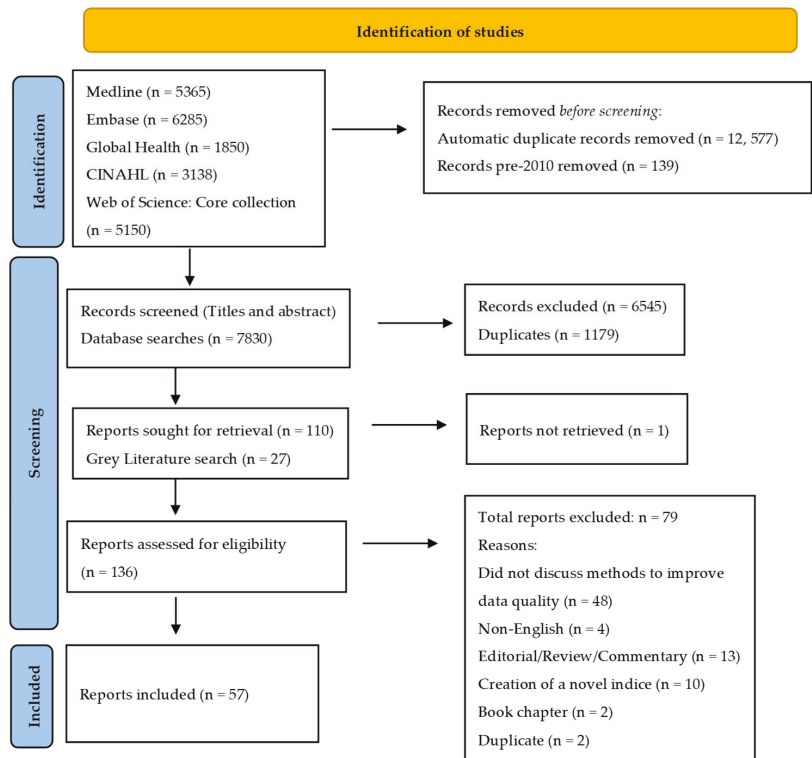 Identification of studies
Identification
Medline (n = 5365)
Embase (n = 6285)
Global Health (n = 1850)
CINAHL (n = 3138)
Web of Science: Core collection
(n = 5150)
Records removed before screening:
Automatic duplicate records removed (n = 12, 577)
Records pre-2010 removed (n = 139)
Screening
Records screened (Titles and abstract)
Database searches (n = 7830)
Records excluded (n = 6545)
Duplicates (n = 1179)
Reports sought for retrieval (n = 110)
Grey Literature search (n = 27)
Reports not retrieved (n = 1)
Reports assessed for eligibility
(n = 136)
Total reports excluded: n = 79
Reasons:
Did not discuss methods to improve
data quality (n = 48)
Non-English (n = 4)
Editorial/Review/Commentary (n = 13)
Creation of a novel indice (n = 10)
Book chapter (n = 2)
Duplicate (n = 2)
Included
Reports included (n = 57)